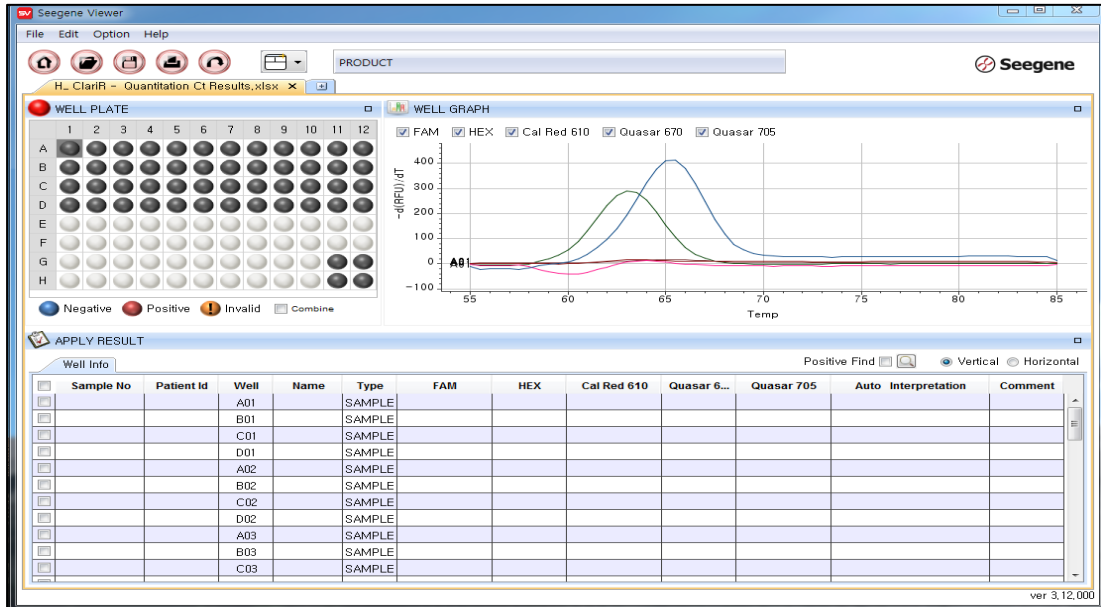 SV Seegene Viewer
File Edit Option Help
PRODUCT
Seegene
H_ ClariR - Quantitation Ct Results,xlsx
WELL PLATE
WELL GRAPH
1 2 3 4 5 6 7 8 9 10 11 12
A
B
C
D
E
F
G
H
Negative Positive Invalid Combine
FAM HEX Cal Red 610 Quasar 670 Quasar 705
-d(RFU)/dT
400
300
200
100
0
-100
55 60 65 70 75 80 85
Temp
APPLY RESULT
Well Info
Positive Find Vertical Horizontal
Sample No Patient Id Well Name Type FAM HEX Cal Red 610 Quasar 6... Quasar 705 Auto Interpretation Comment
A01 SAMPLE
B01 SAMPLE
C01 SAMPLE
D01 SAMPLE
A02 SAMPLE
B02 SAMPLE
C02 SAMPLE
D02 SAMPLE
A03 SAMPLE
B03 SAMPLE
C03 SAMPLE
ver 3,12,000